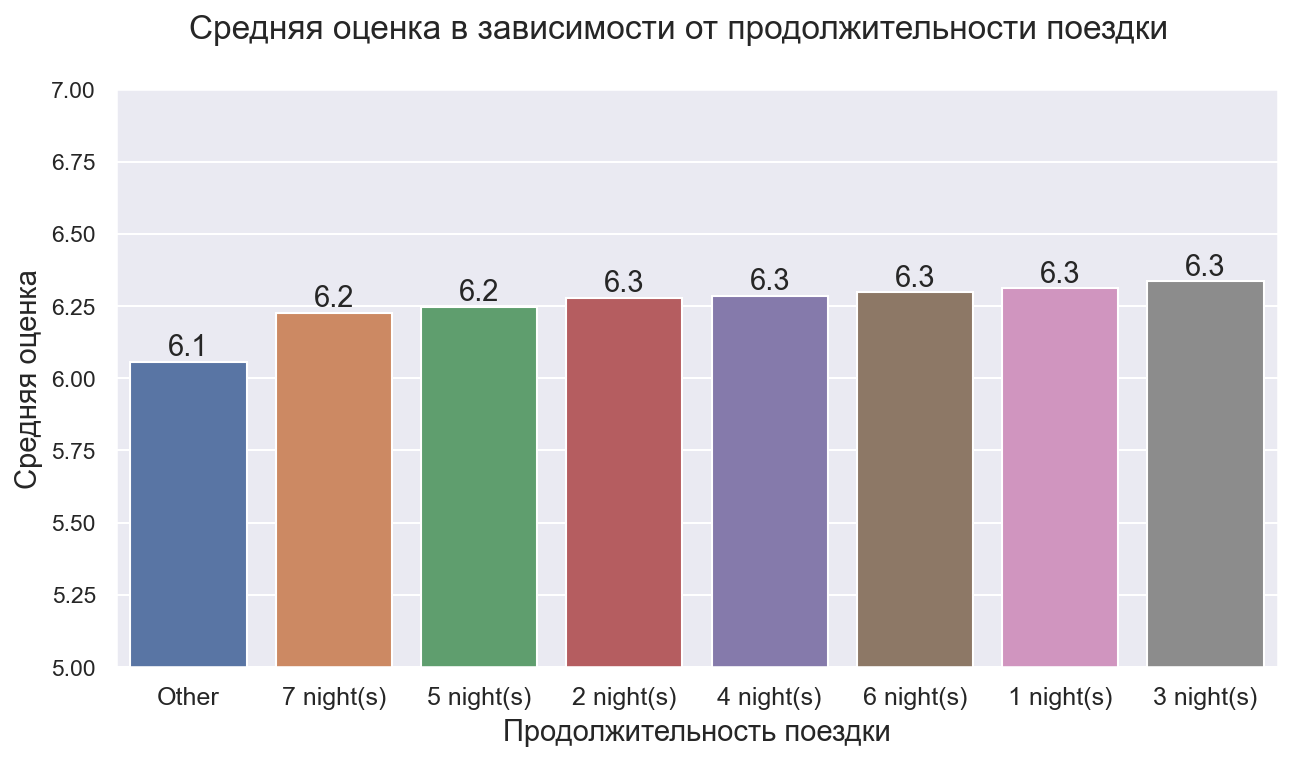 Средняя оценка в зависимости от продолжительности поездки
7.00
6.75
6.50
6.25
6.00
5.75
5.50
5.25
5.00
Средняя оценка
6.1
6.2
6.2
6.3
6.3
6.3
6.3
6.3
Other
7 night(s)
5 night(s)
2 night(s)
4 night(s)
6 night(s)
1 night(s)
3 night(s)
Продолжительность поездки